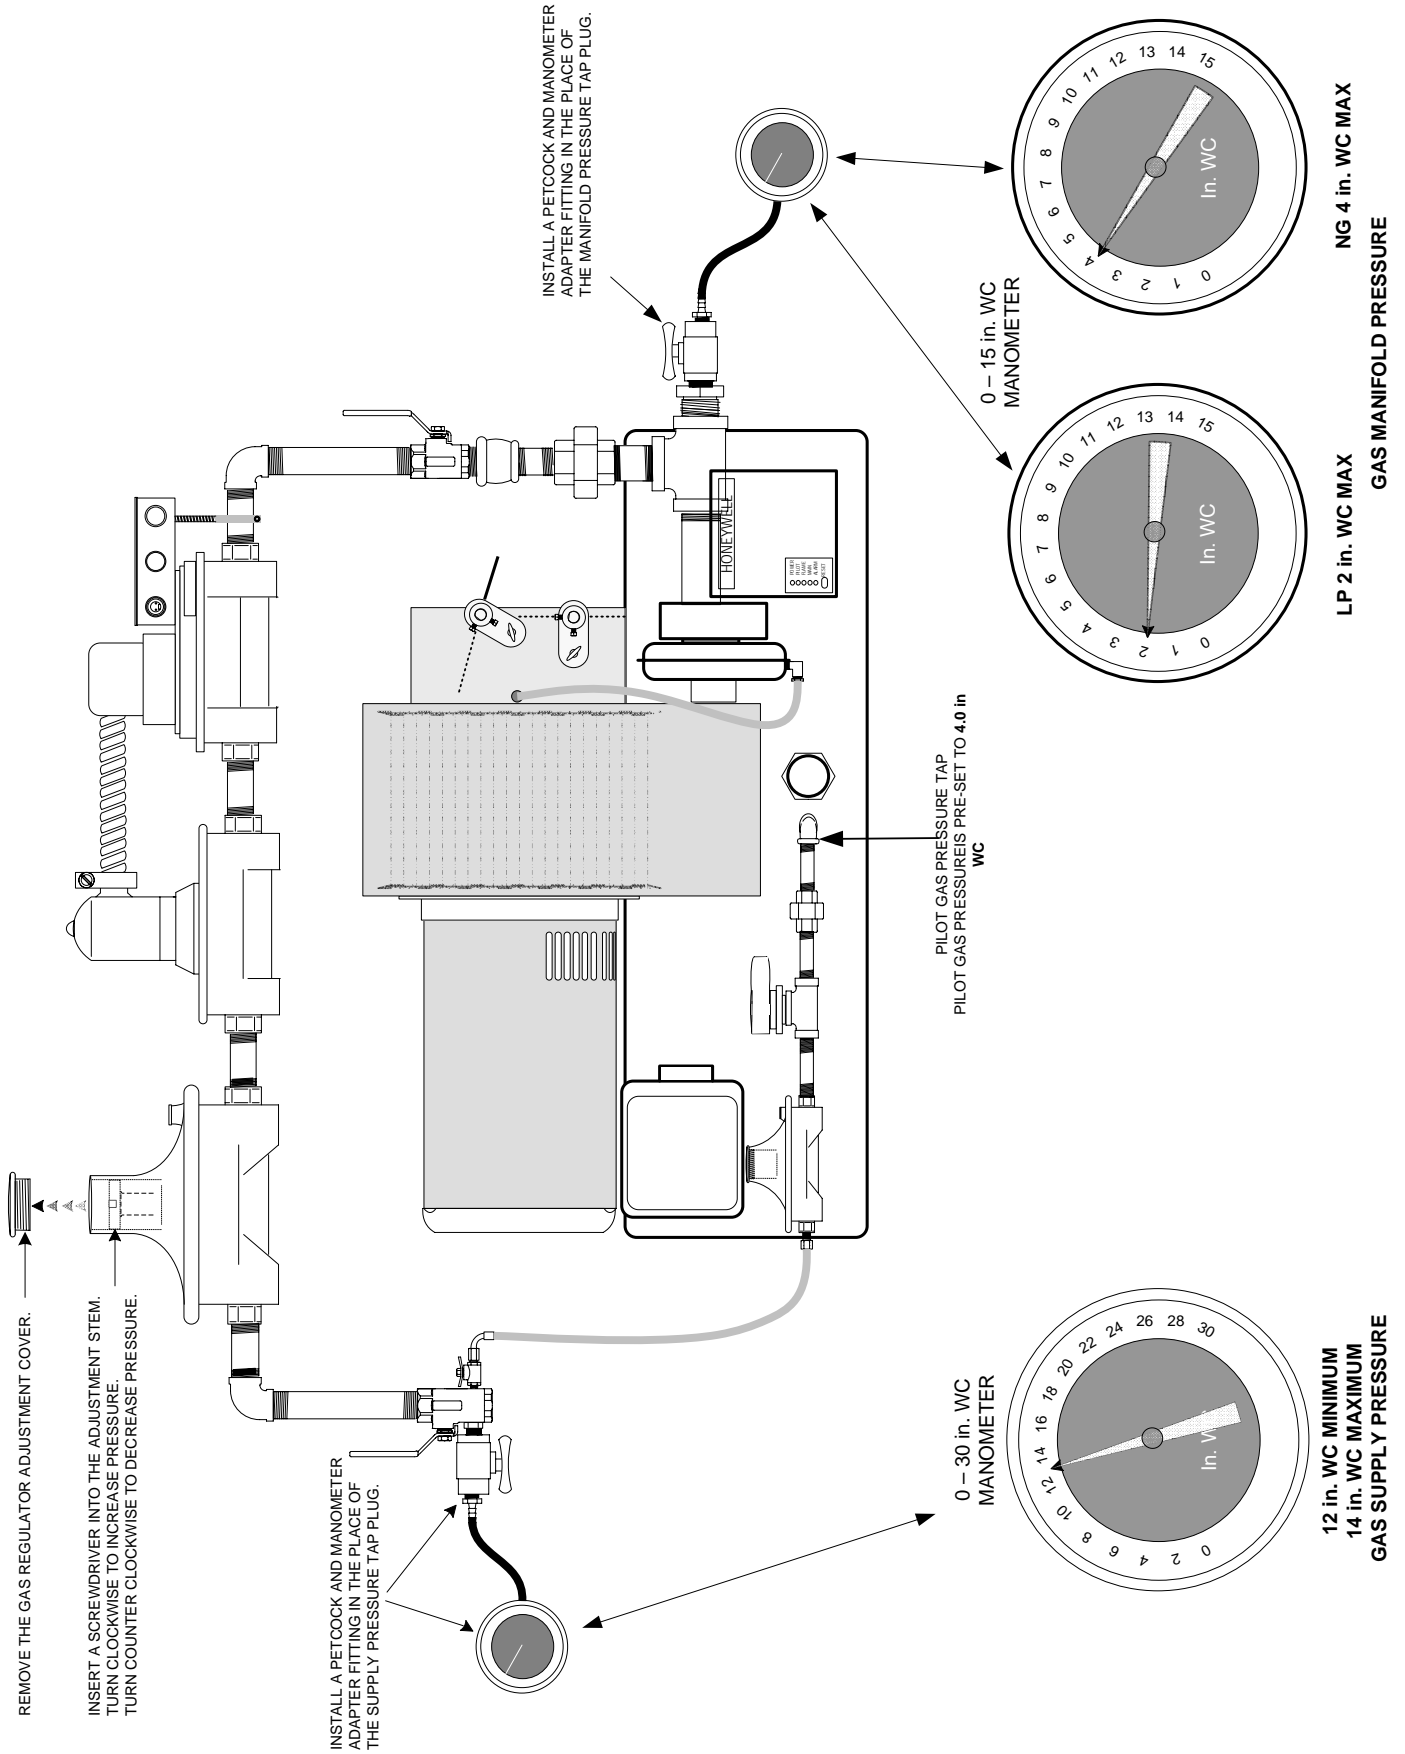 REMOVE THE GAS REGULATOR ADJUSTMENT COVER.
INSERT A SCREWDRIVER INTO THE ADJUSTMENT STEM.
TURN CLOCKWISE TO INCREASE PRESSURE.
TURN COUNTER CLOCKWISE TO DECREASE PRESSURE.
INSTALL A PETCOCK AND MANOMETER
ADAPTER FITTING IN THE PLACE OF
THE SUPPLY PRESSURE TAP PLUG.
INSTALL A PETCOCK AND MANOMETER
ADAPTER FITTING IN THE PLACE OF
THE MANIFOLD PRESSURE TAP PLUG.
HONEYWELL
POWER
PILOT
FLAME
MAIN
ALARM
RESET
PILOT GAS PRESSURE TAP
PILOT GAS PRESSUREIS PRE-SET TO 4.0 in
WC
0 – 30 in. WC
MANOMETER
0 2 4 6 8 10 12 14 16 18 20 22 24 26 28 30
In. W
12 in. WC MINIMUM
14 in. WC MAXIMUM
GAS SUPPLY PRESSURE
0 – 15 in. WC
MANOMETER
0 1 2 3 4 5 6 7 8 9 10 11 12 13 14 15
In. WC
LP 2 in. WC MAX
0 1 2 3 4 5 6 7 8 9 10 11 12 13 14 15
In. WC
NG 4 in. WC MAX
GAS MANIFOLD PRESSURE